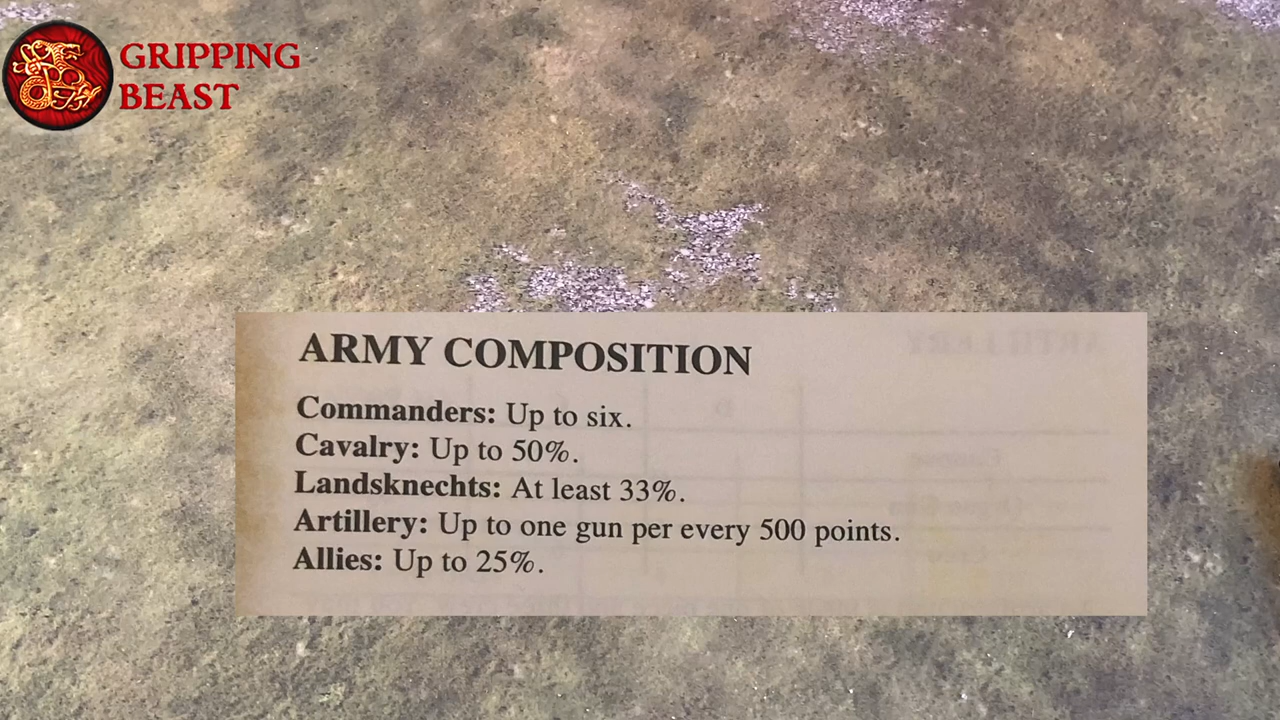 GRIPPING
BEAST
ARMY COMPOSITION
Commanders: Up to six.
Cavalry: Up to 50%.
Landsknechts: At least 33%.
Artillery: Up to one gun per every 500 points.
Allies: Up to 25%.